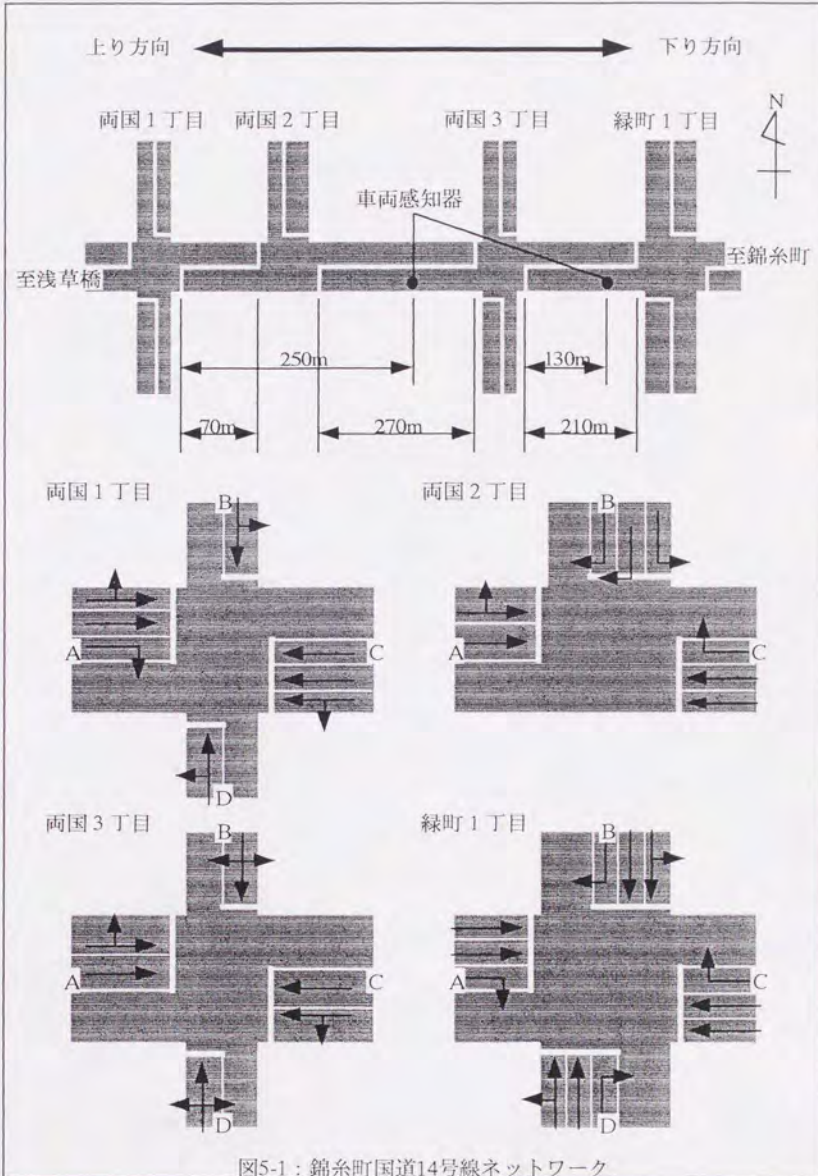 上り方向 下り方向
N
両国1丁目 両国2丁目 両国3丁目 緑町1丁目
車両感知器
至浅草橋 至錦糸町
250m 130m
70m 270m 210m
両国1丁目 両国2丁目
B B
A C A C
D
両国3丁目 緑町1丁目
B B
A C A C
D D
図5-1:錦糸町国道14号線ネットワーク